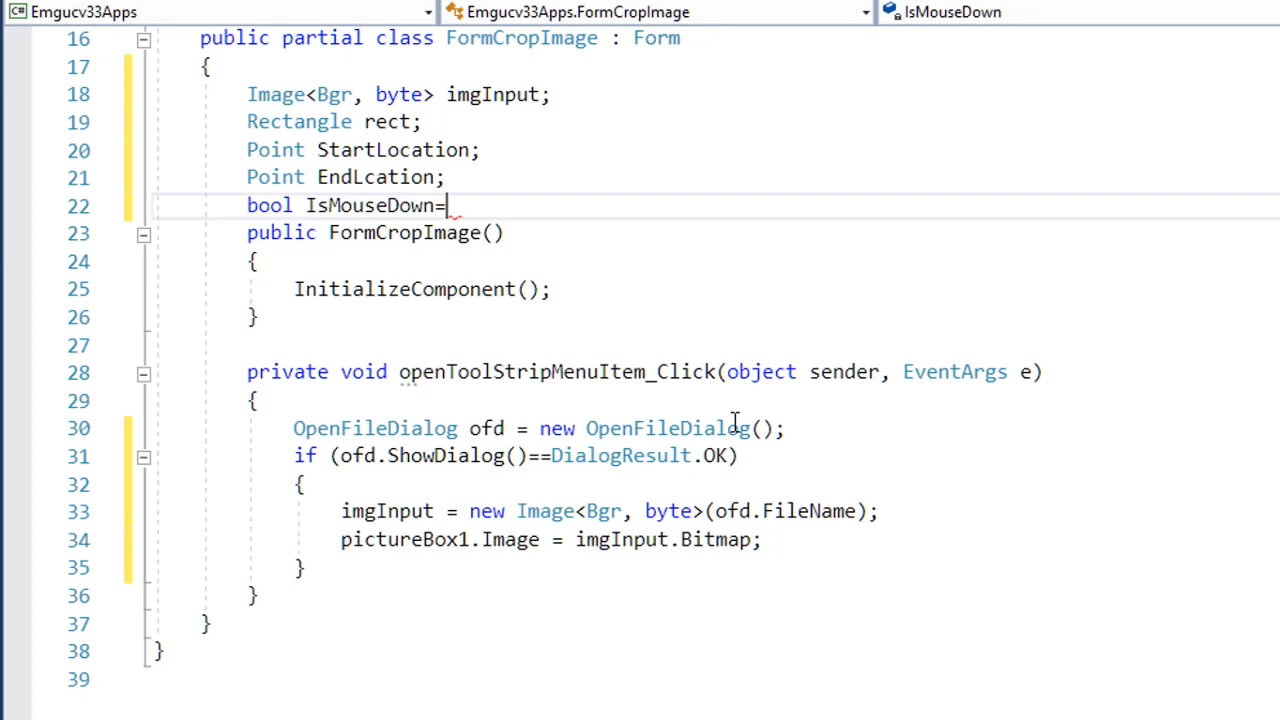 Emgucv33Apps Emgucv33Apps.FormCropImage IsMouseDown
16 public partial class FormCropImage : Form
17 {
18 Image<Bgr, byte> imgInput;
19 Rectangle rect;
20 Point StartLocation;
21 Point EndLcation;
22 bool IsMouseDown=
23 public FormCropImage()
24 {
25 InitializeComponent();
26 }
27
28 private void openToolStripMenuItem_Click(object sender, EventArgs e)
29 {
30 OpenFileDialog ofd = new OpenFileDialog();
31 if (ofd.ShowDialog()==DialogResult.OK)
32 {
33 imgInput = new Image<Bgr, byte>(ofd.FileName);
34 pictureBox1.Image = imgInput.Bitmap;
35 }
36 }
37 }
38 }
39